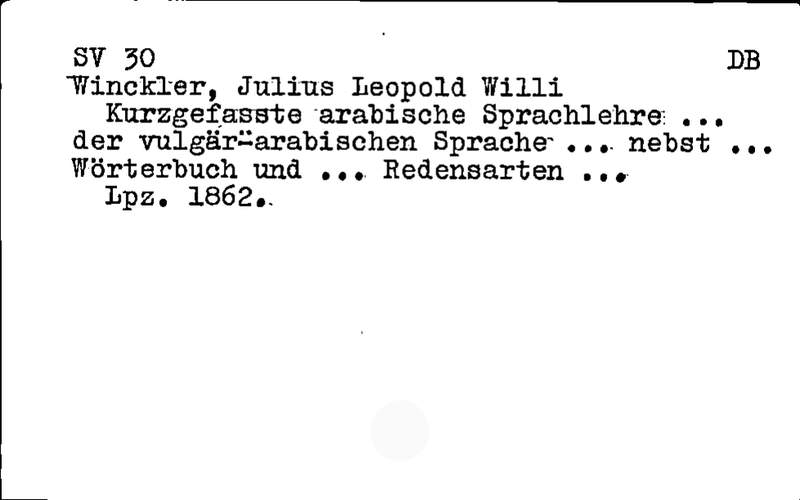 SV 30 DB
Winckler, Julius Leopold Willi
Kurzgefasste arabische Sprachlehre ...
der vulgär-arabischen Sprache ... nebst ...
Wörterbuch und ... Redensarten ...
Lpz. 1862.